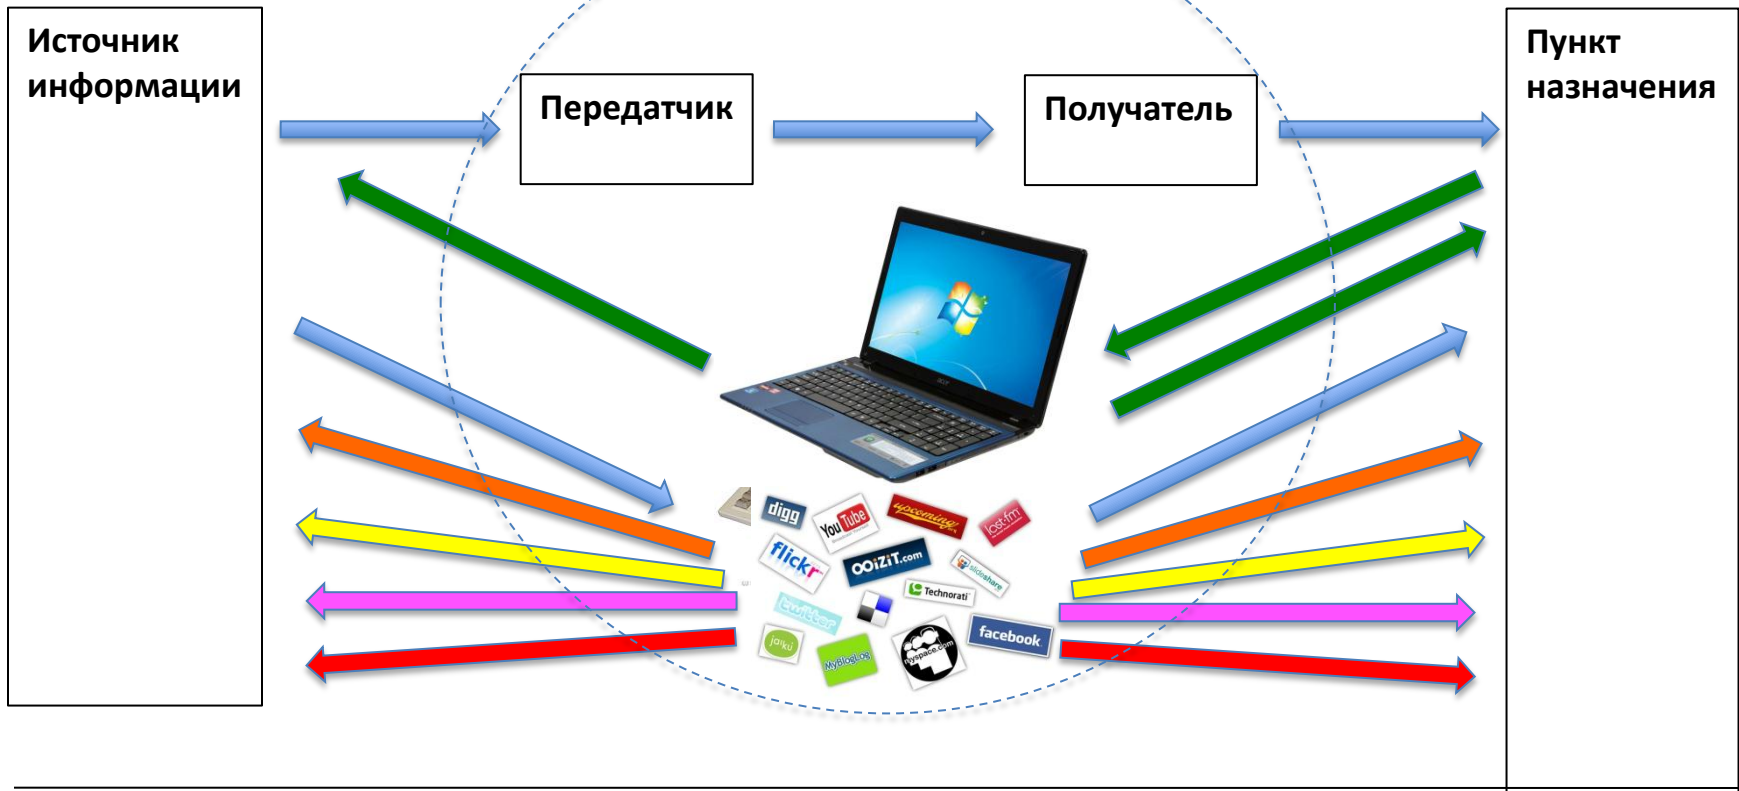 Источник
информации
Передатчик
Получатель
Пункт
назначения
acer
digg
YouTube
upcoming
last·fm
flickr
OOiZiT.com
slideshare
Technorati
twitter
jaiku
MyBlogLog
myspace.com
facebook